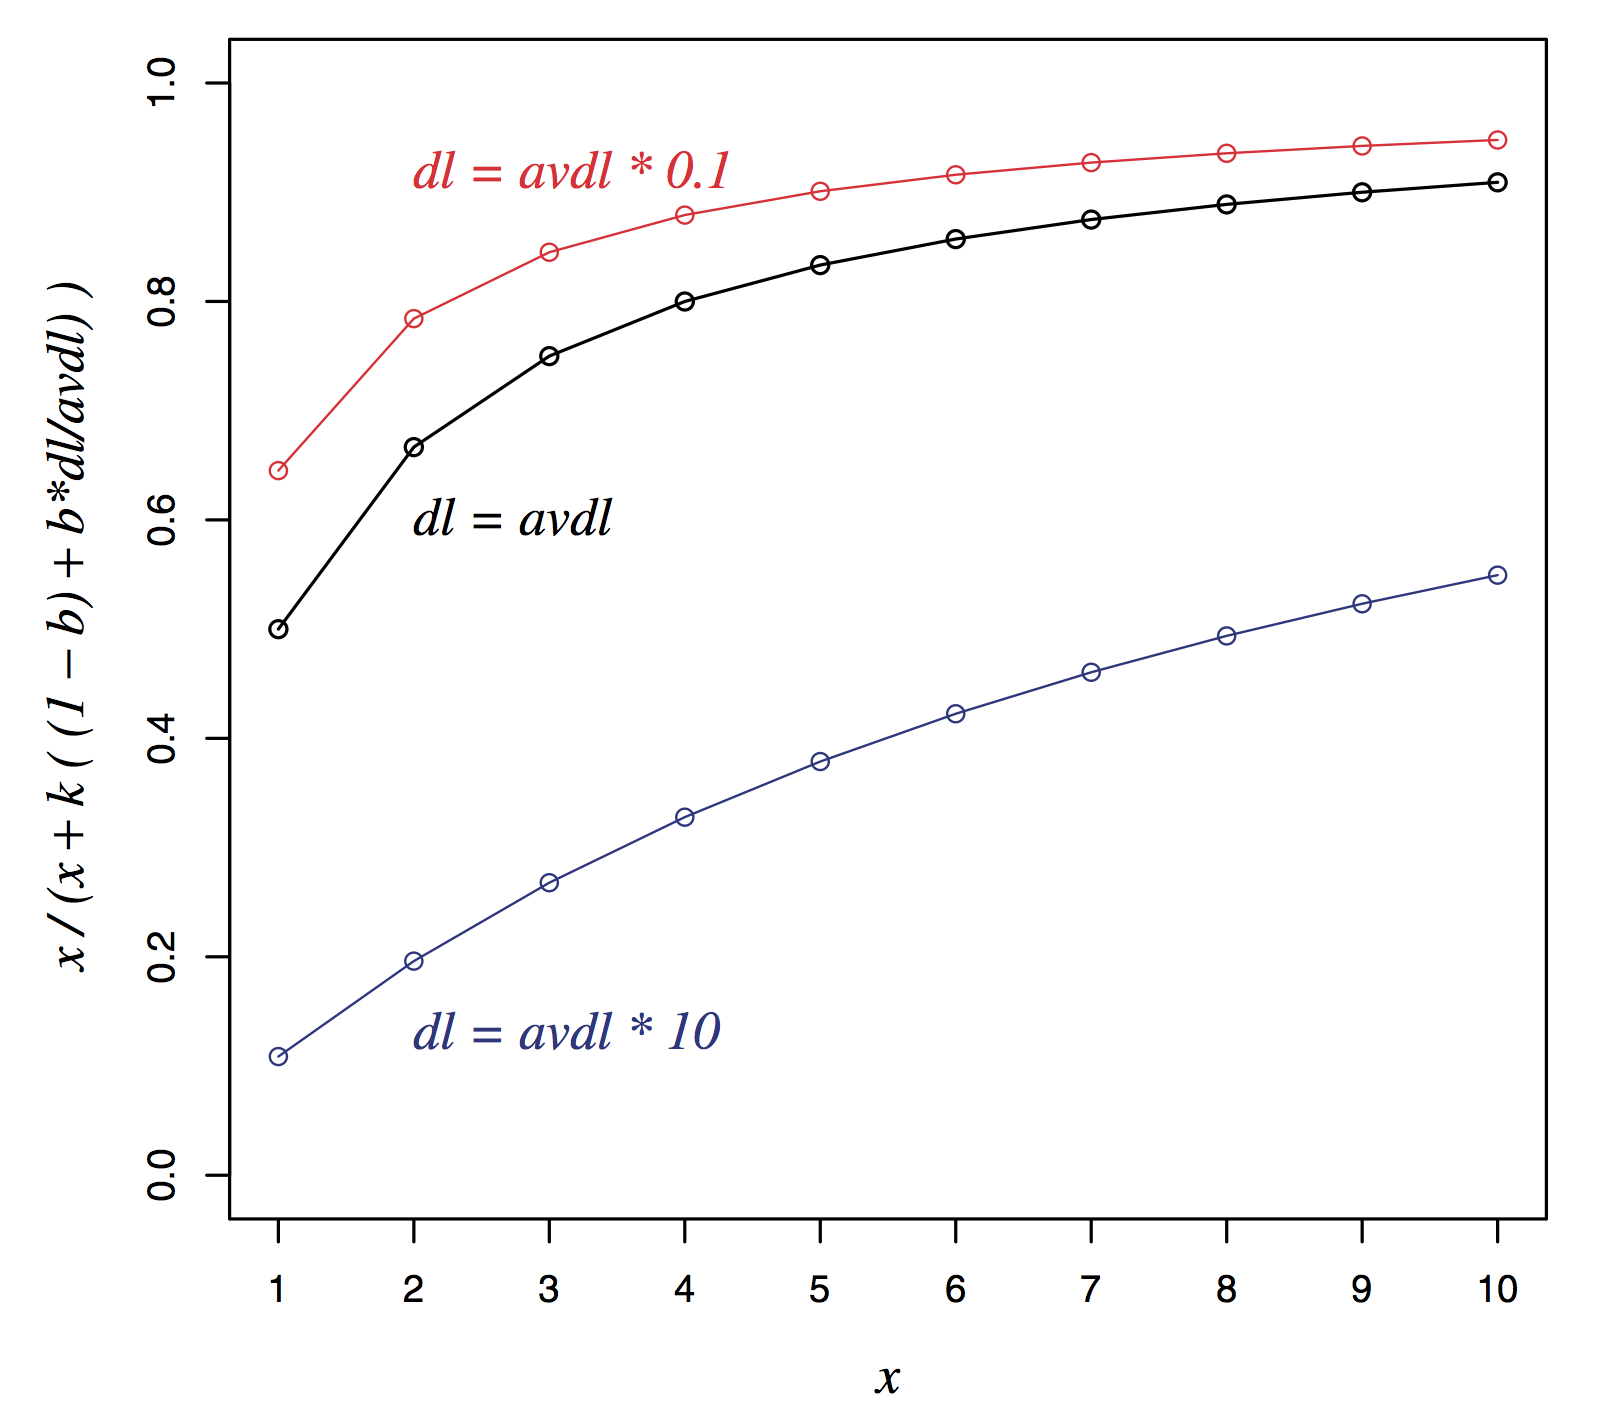 x / (x + k ( (1 − b) + b*dl/avdl) )
1.0
0.8
0.6
0.4
0.2
0.0
dl = avdl * 0.1
dl = avdl
dl = avdl * 10
1 2 3 4 5 6 7 8 9 10
x